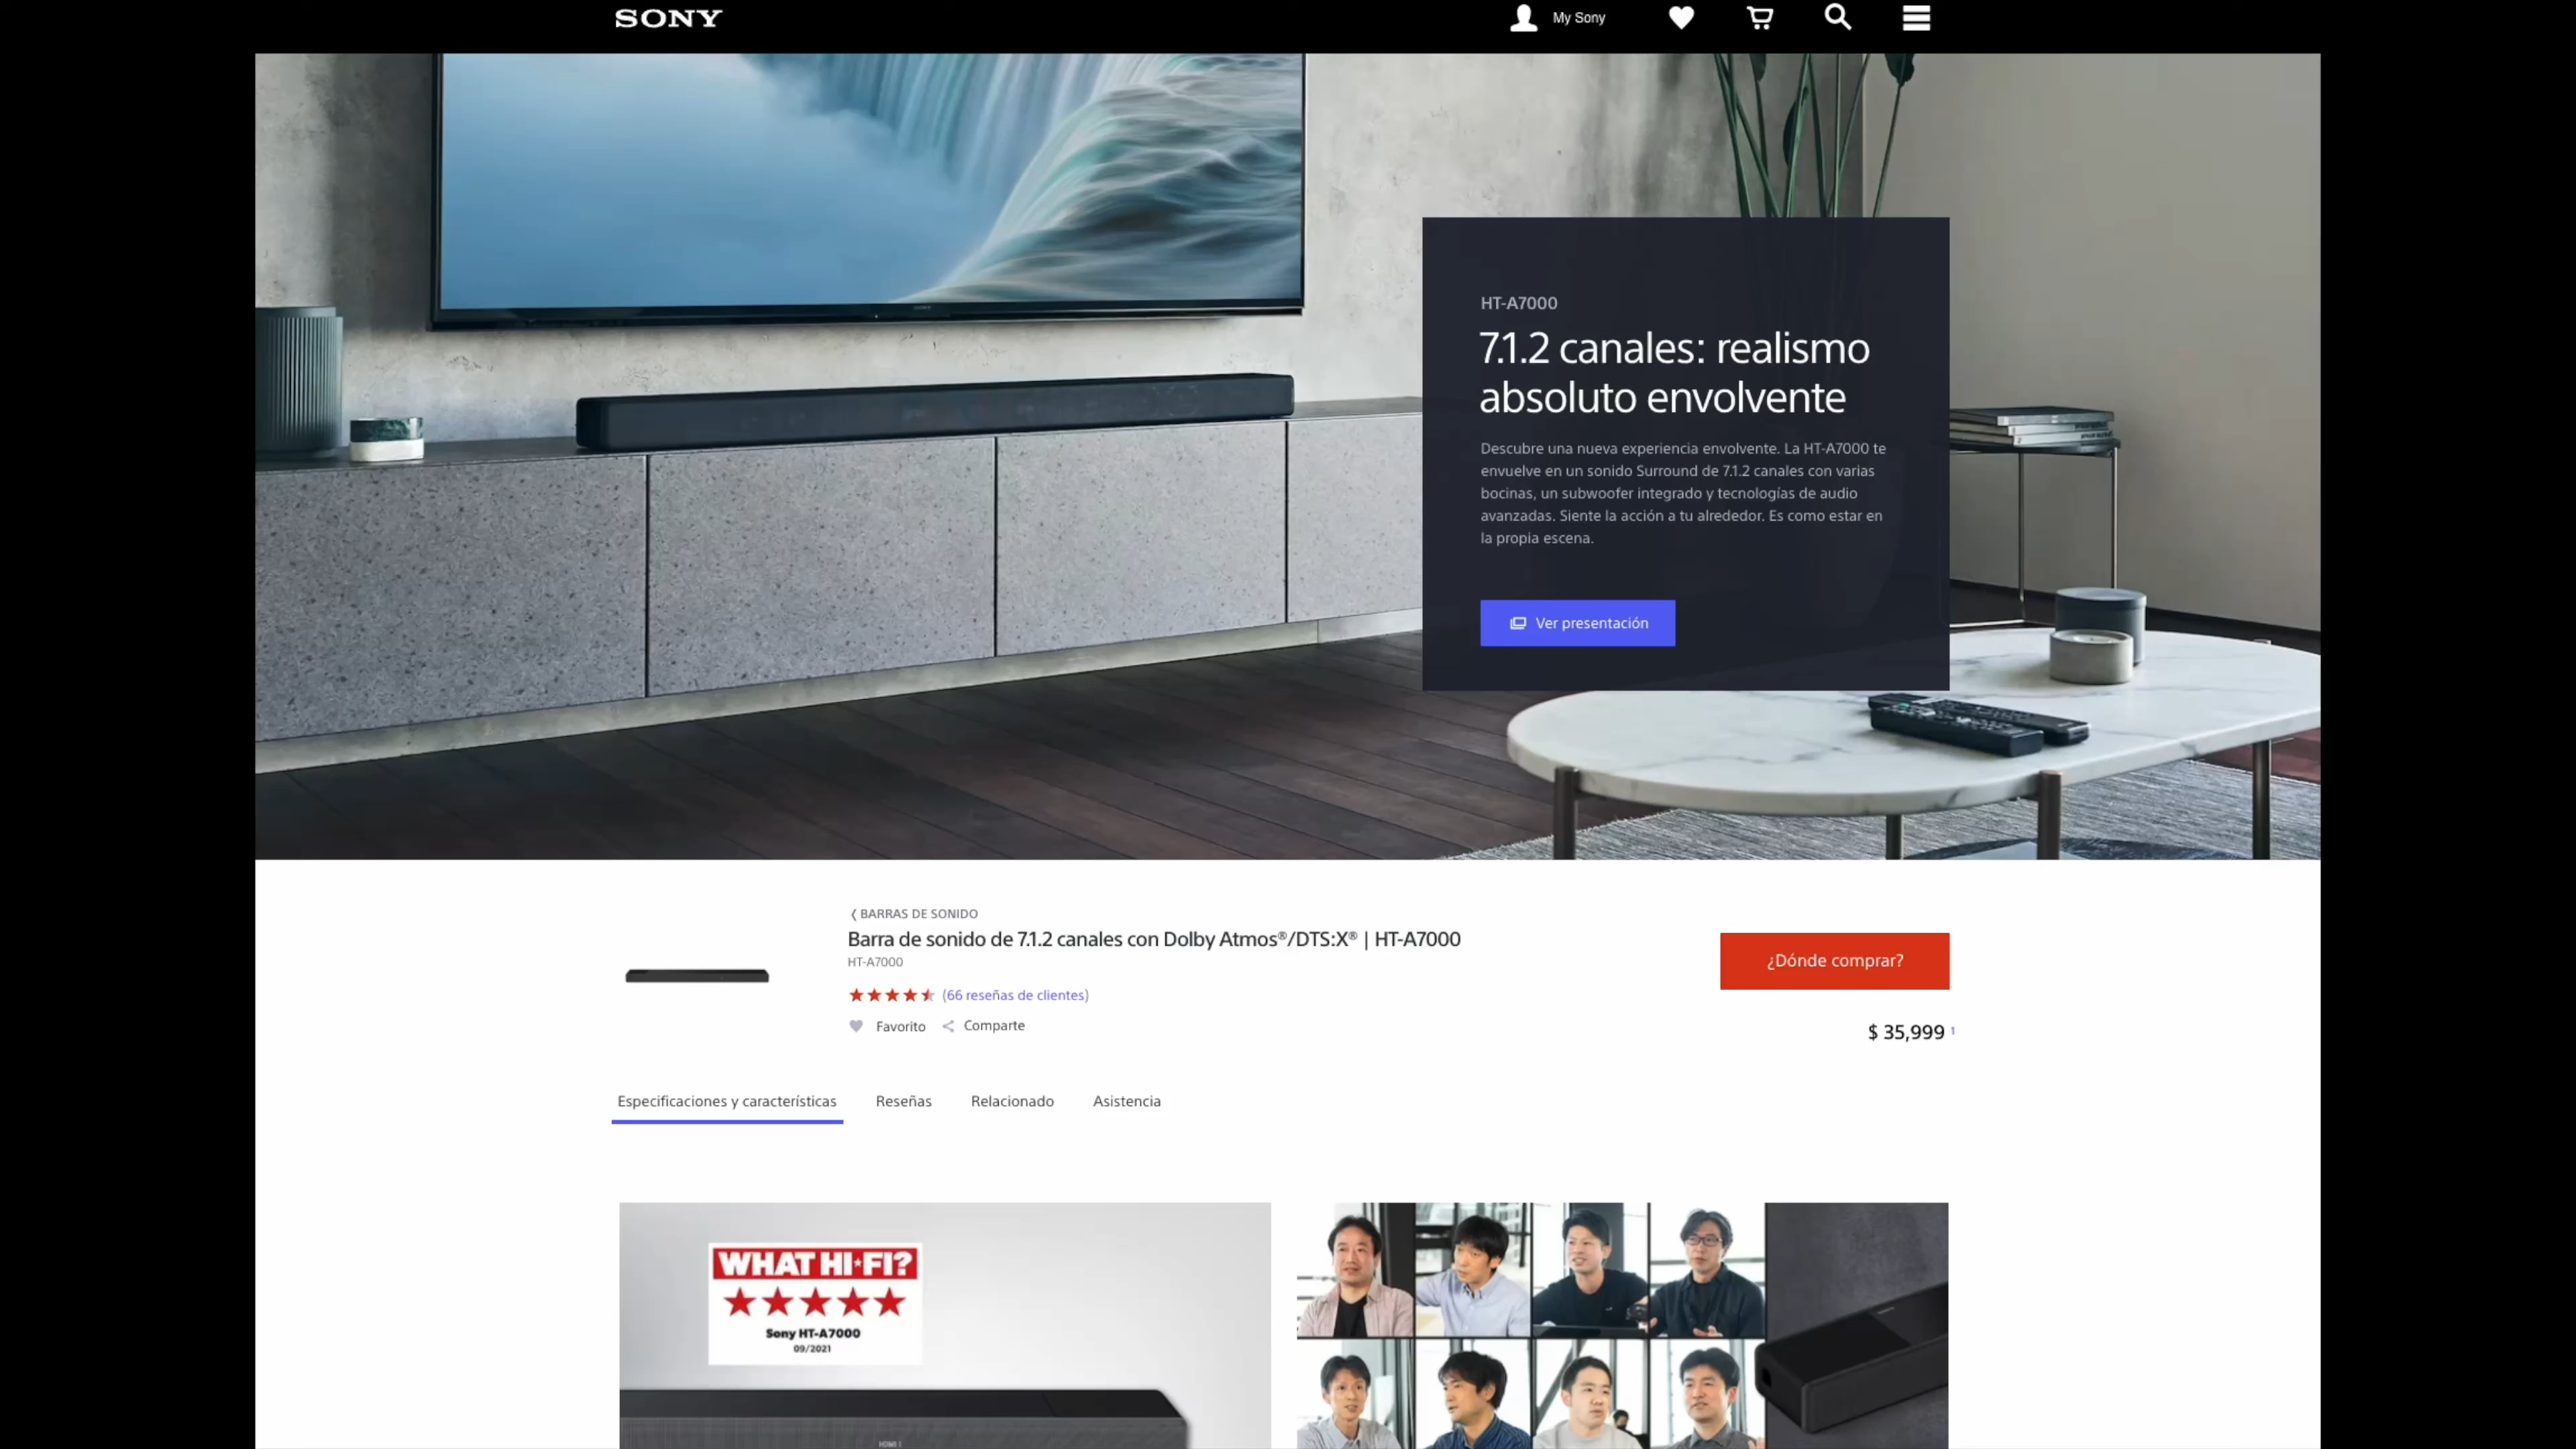 SONY
My Sony
HT-A7000
7.1.2 canales: realismo
absoluto envolvente
Descubre una nueva experiencia envolvente. La HT-A7000 te
envuelve en un sonido Surround de 7.1.2 canales con varias
bocinas, un subwoofer integrado y tecnologías de audio
avanzadas. Siente la acción a tu alrededor. Es como estar en
la propia escena.
Ver presentación
BARRAS DE SONIDO
Barra de sonido de 7.1.2 canales con Dolby Atmos®/DTS:X® | HT-A7000
HT-A7000
(66 reseñas de clientes)
Favorito Comparte
¿Dónde comprar?
$ 35,999 1
Especificaciones y características Reseñas Relacionado Asistencia
WHAT HI*FI?
Sony HT-A7000
09/2021